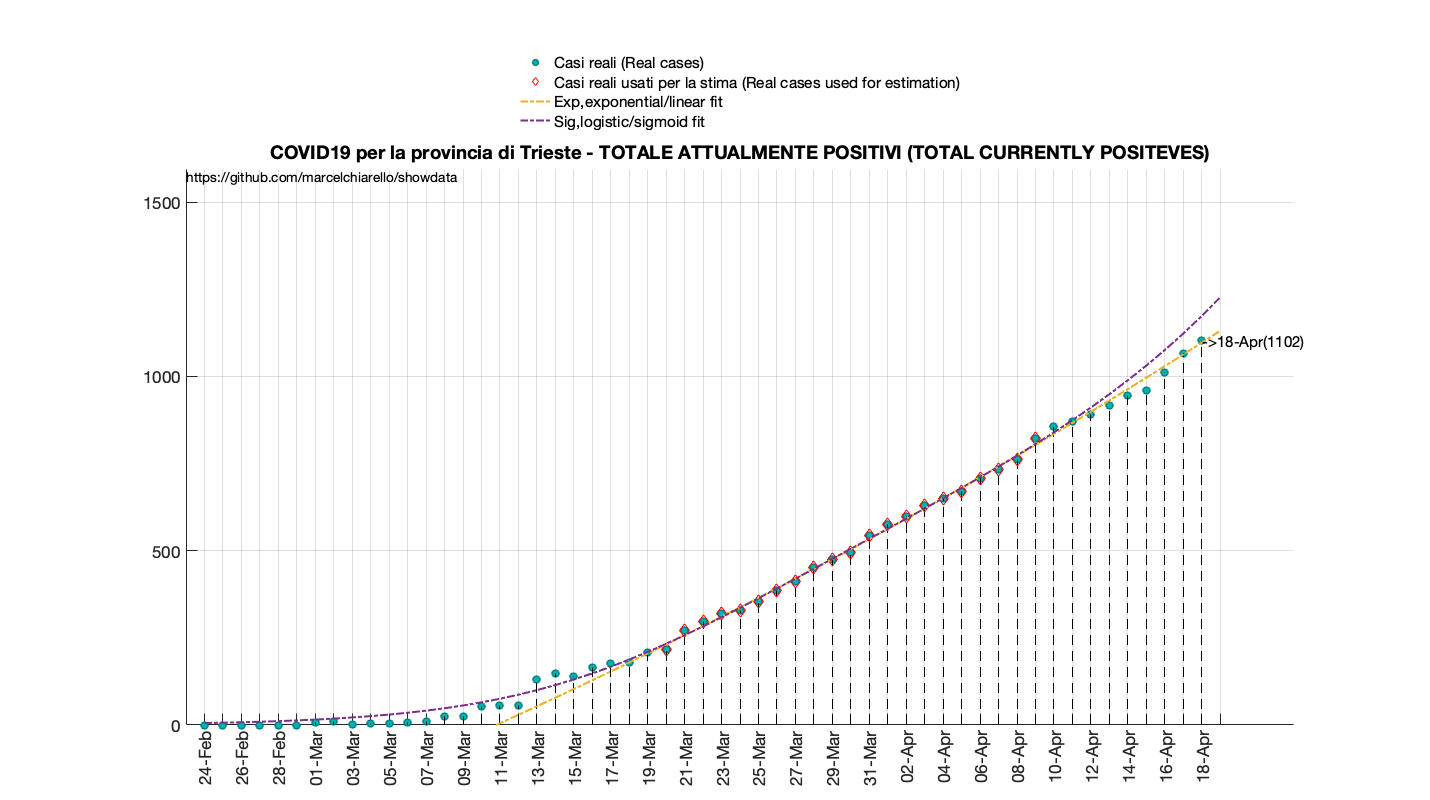 Casi reali (Real cases)
Casi reali usati per la stima (Real cases used for estimation)
Exp,exponential/linear fit
Sig,logistic/sigmoid fit
COVID19 per la provincia di Trieste - TOTALE ATTUALMENTE POSITIVI (TOTAL CURRENTLY POSITEVES)
https://github.com/marcelchiarello/showdata
1500
1000
500
0
->18-Apr(1102)
24-Feb
26-Feb
28-Feb
01-Mar
03-Mar
05-Mar
07-Mar
09-Mar
11-Mar
13-Mar
15-Mar
17-Mar
19-Mar
21-Mar
23-Mar
25-Mar
27-Mar
29-Mar
31-Mar
02-Apr
04-Apr
06-Apr
08-Apr
10-Apr
12-Apr
14-Apr
16-Apr
18-Apr